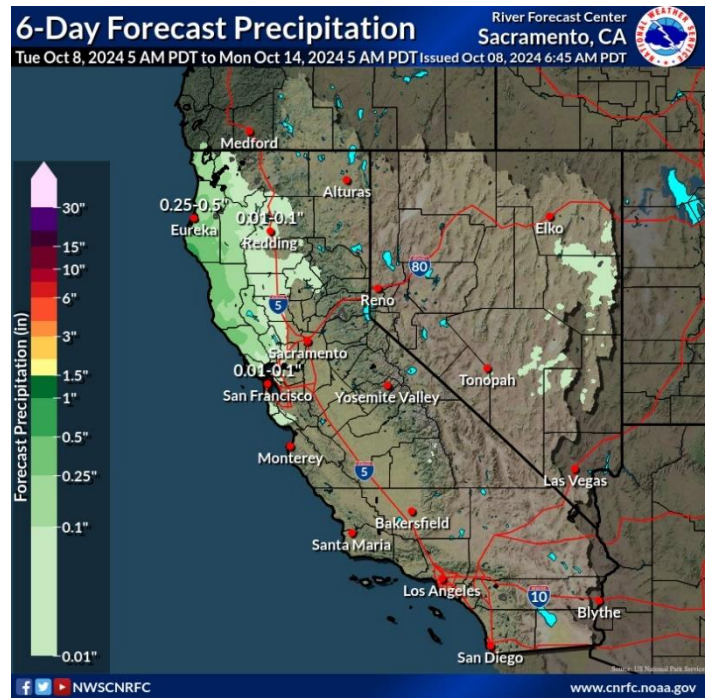 6-Day Forecast Precipitation
River Forecast Center
Sacramento, CA
Tue Oct 8, 2024 5 AM PDT to Mon Oct 14, 2024 5 AM PDT
Issued Oct 08, 2024 6:45 AM PDT
Medford
Alturas
0.25-0.5"
Eureka
0.01-0.1"
Redding
Elko
80
Reno
5
Sacramento
0.01-0.1"
San Francisco
Yosemite Valley
Tonopah
Monterey
5
Las Vegas
Bakersfield
Santa Maria
Los Angeles
10
Blythe
San Diego
Forecast Precipitation (in)
30"
15"
10"
6"
3"
1.5"
1"
0.5"
0.25"
0.1"
0.01"
Source: US National Park Service
NWSCNRFC
www.cnrfc.noaa.gov